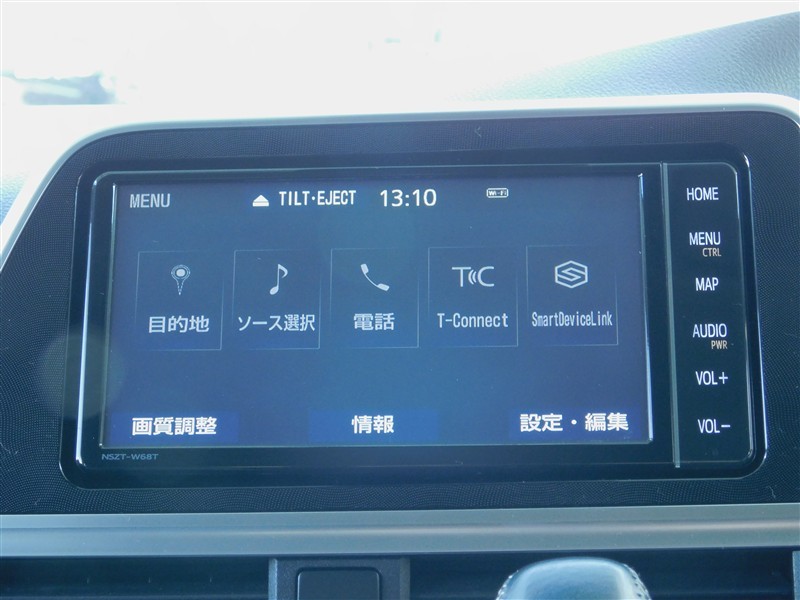 MENU
TILT・EJECT 13:10 Wi-Fi
目的地
ソース選択
電話
T C
T-Connect
SmartDeviceLink
画質調整
情報
設定・編集
NSZT-W68T
HOME
MENU
CTRL
MAP
AUDIO
PWR
VOL+
VOL-